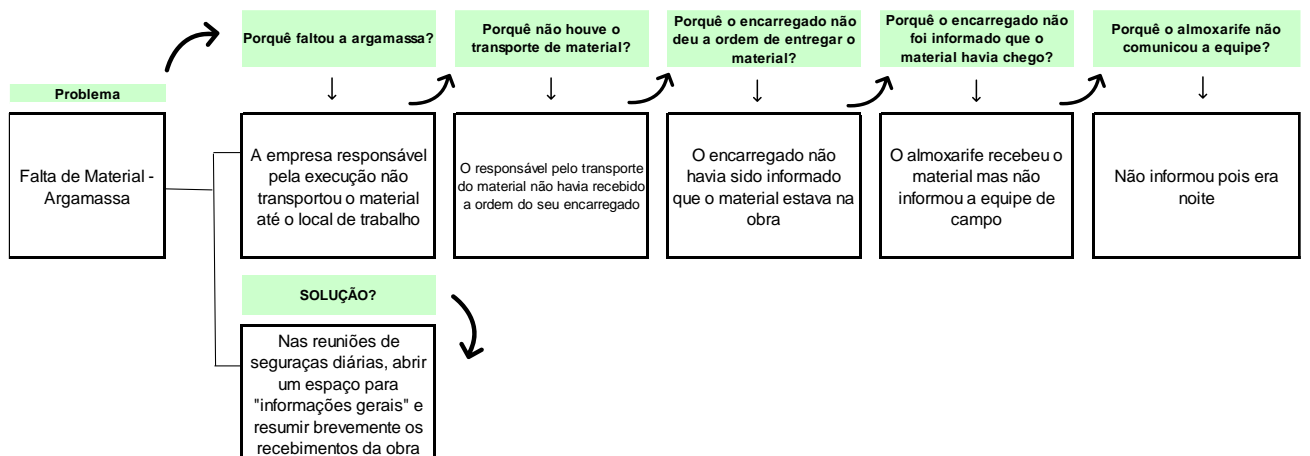 Problema
Falta de Material -
Argamassa
Porquê faltou a argamassa?
A empresa responsável
pela execução não
transportou o material
até o local de trabalho
Porquê não houve o
transporte de material?
O responsável pelo transporte
do material não havia recebido
a ordem do seu encarregado
Porquê o encarregado não
deu a ordem de entregar o
material?
O encarregado não
havia sido informado
que o material estava na
obra
Porquê o encarregado não
foi informado que o
material havia chego?
O almoxarife recebeu o
material mas não
informou a equipe de
campo
Porquê o almoxarife não
comunicou a equipe?
Não informou pois era
noite
SOLUÇÃO?
Nas reuniões de
seguraças diárias, abrir
um espaço para
"informações gerais" e
resumir brevemente os
recebimentos da obra